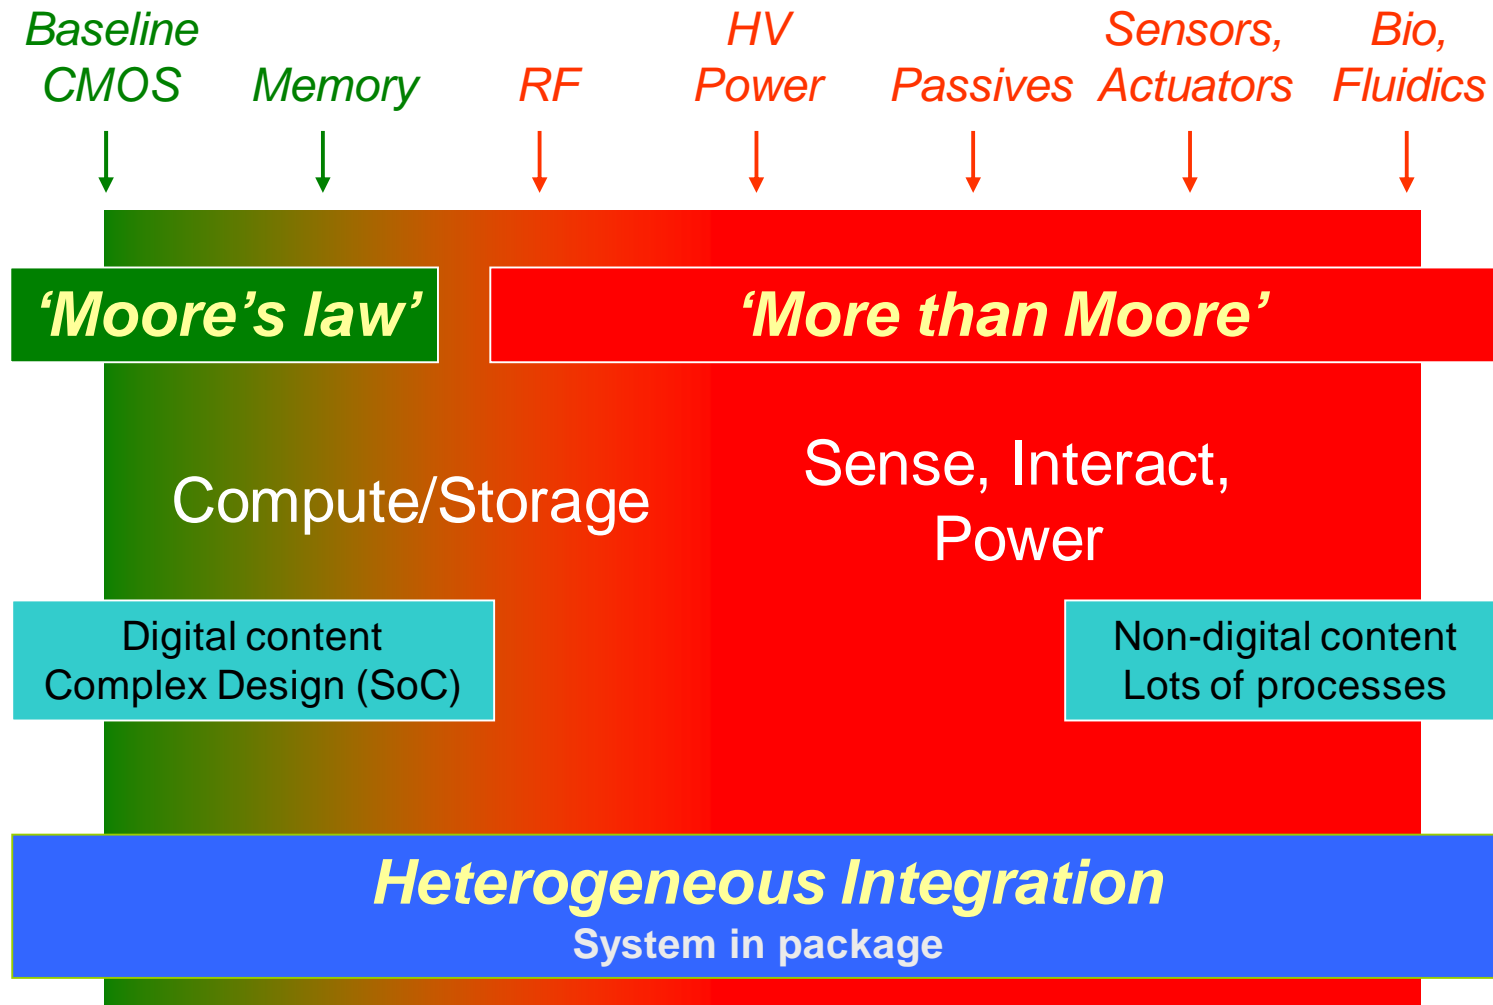 Baseline
CMOS
Memory
RF
HV
Power
Passives
Sensors,
Actuators
Bio,
Fluidics
‘Moore’s law’
‘More than Moore’
Compute/Storage
Sense, Interact,
Power
Digital content
Complex Design (SoC)
Non-digital content
Lots of processes
Heterogeneous Integration
System in package